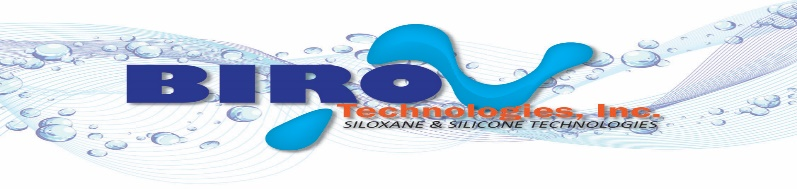 BIRO
Technologies, Inc.
SILOXANE & SILICONE TECHNOLOGIES